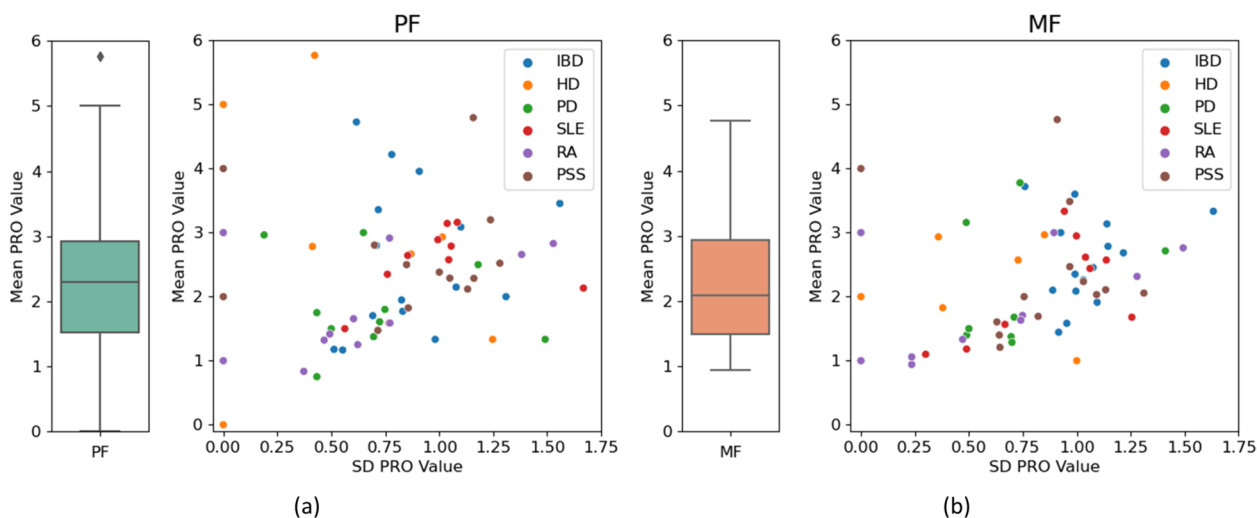 PF
MF
6
5
4
3
2
1
0
Mean PRO Value
PF
6
5
4
3
2
1
0
Mean PRO Value
0.00 0.25 0.50 0.75 1.00 1.25 1.50 1.75
SD PRO Value
IBD
HD
PD
SLE
RA
PSS
6
5
4
3
2
1
0
Mean PRO Value
MF
6
5
4
3
2
1
0
Mean PRO Value
0.00 0.25 0.50 0.75 1.00 1.25 1.50 1.75
SD PRO Value
IBD
HD
PD
SLE
RA
PSS
(a)
(b)